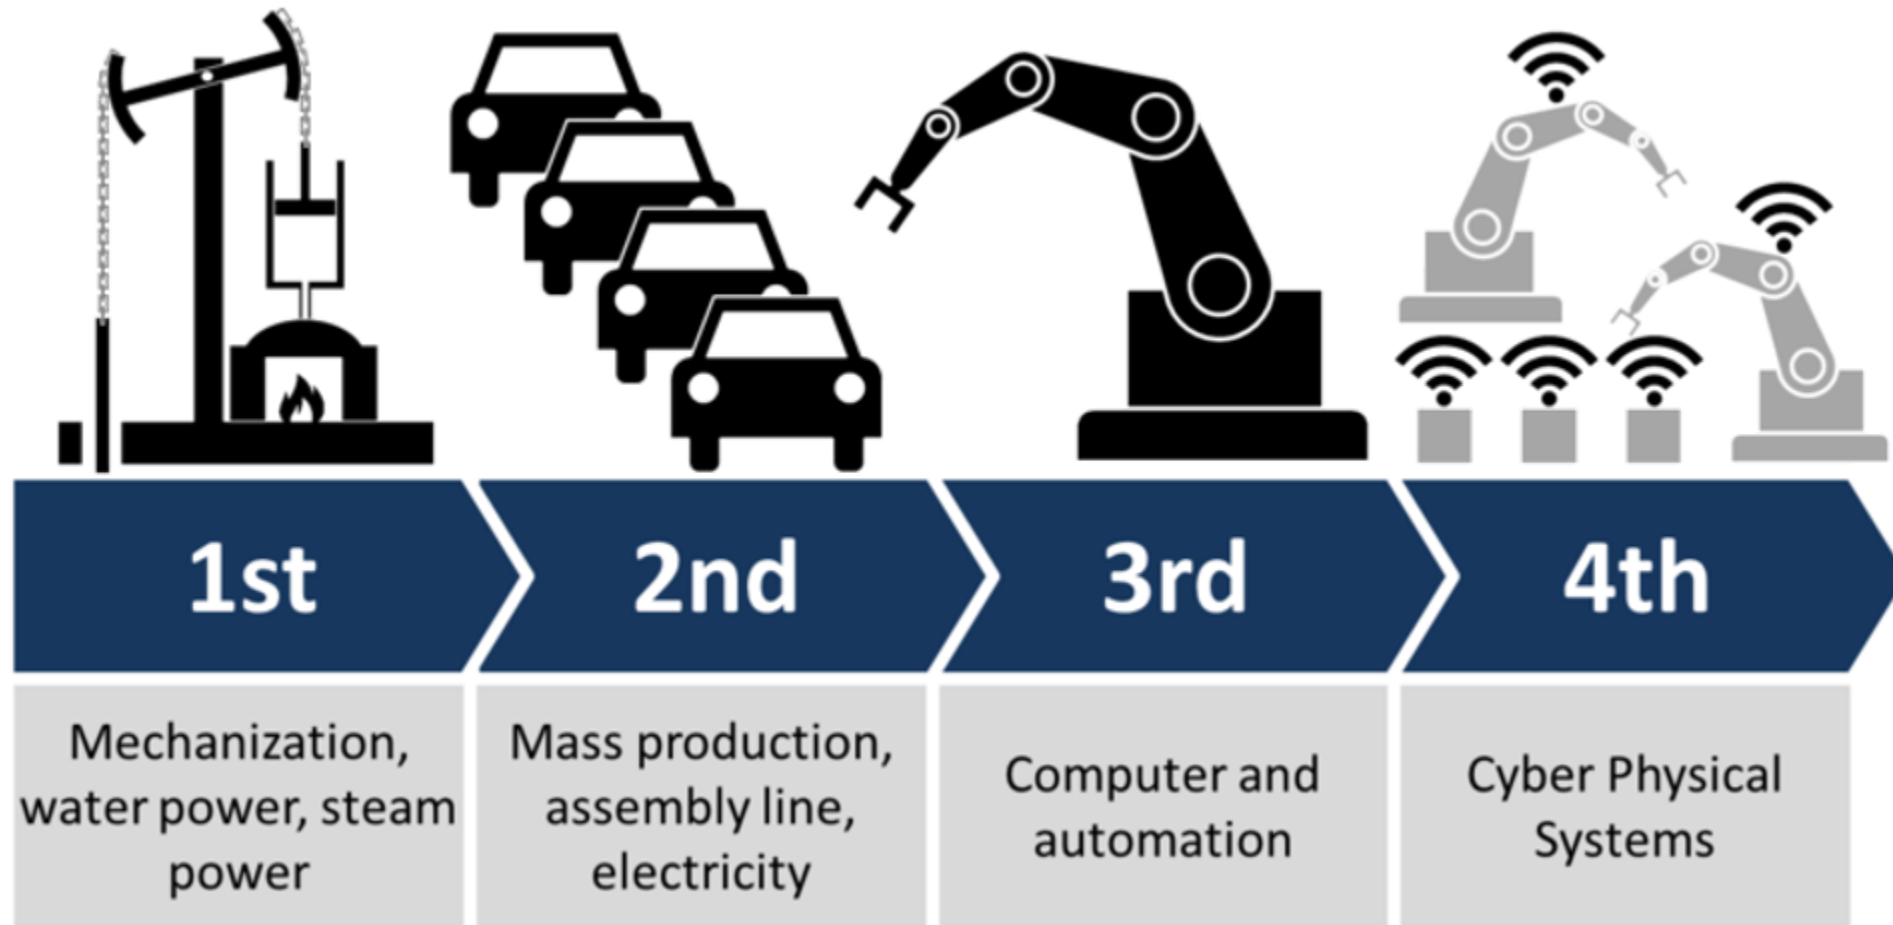 1st
2nd
3rd
4th
Mechanization,
water power, steam
power
Mass production,
assembly line,
electricity
Computer and
automation
Cyber Physical
Systems